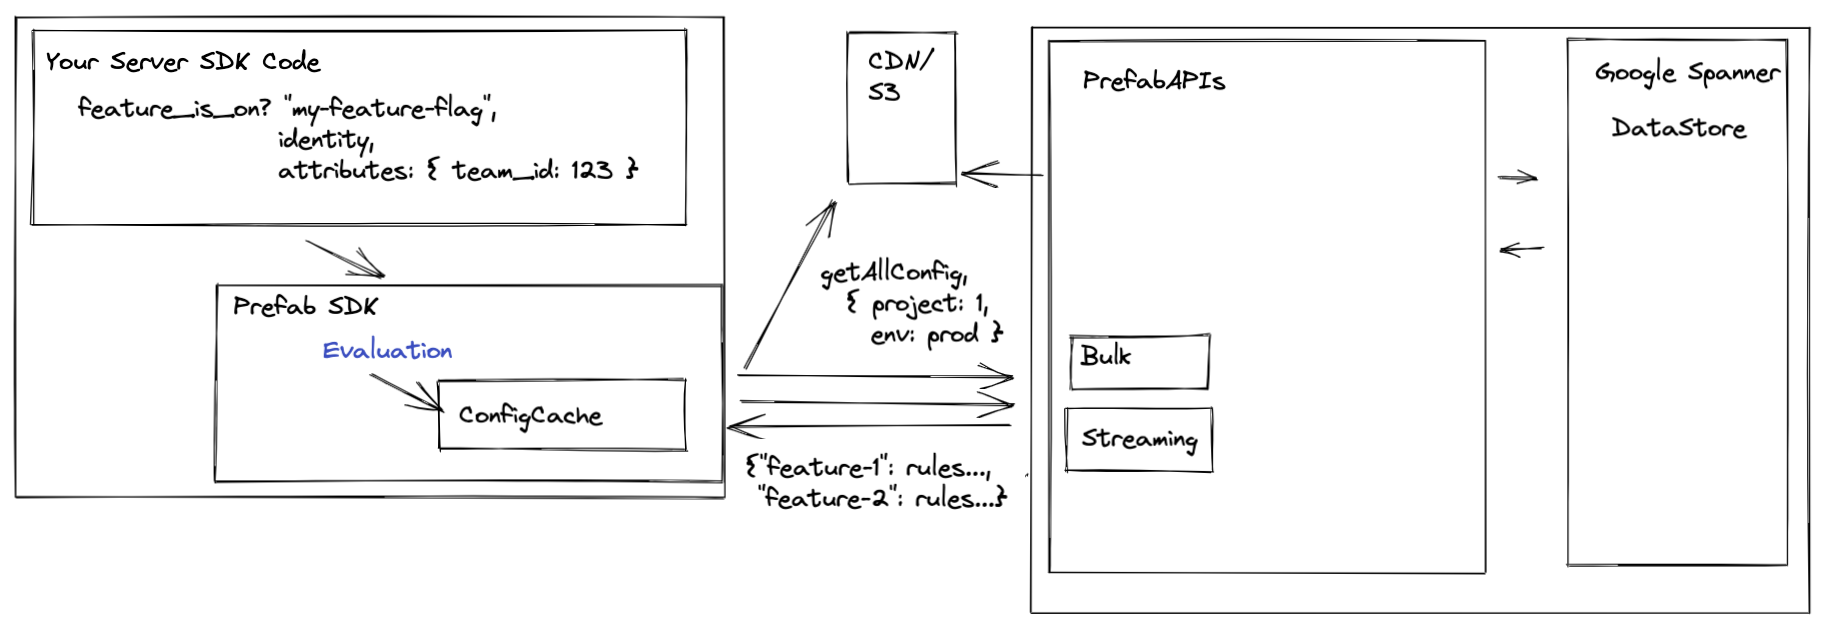 Your Server SDK Code
feature_is_on? "my-feature-flag",
identity,
attributes: { team_id: 123 }
Prefab SDK
Evaluation
ConfigCache
CDN/
S3
getAllConfig,
{ project: 1,
env: prod }
{"feature-1": rules...,
"feature-2": rules...}
PrefabAPIs
Bulk
Streaming
Google Spanner
DataStore